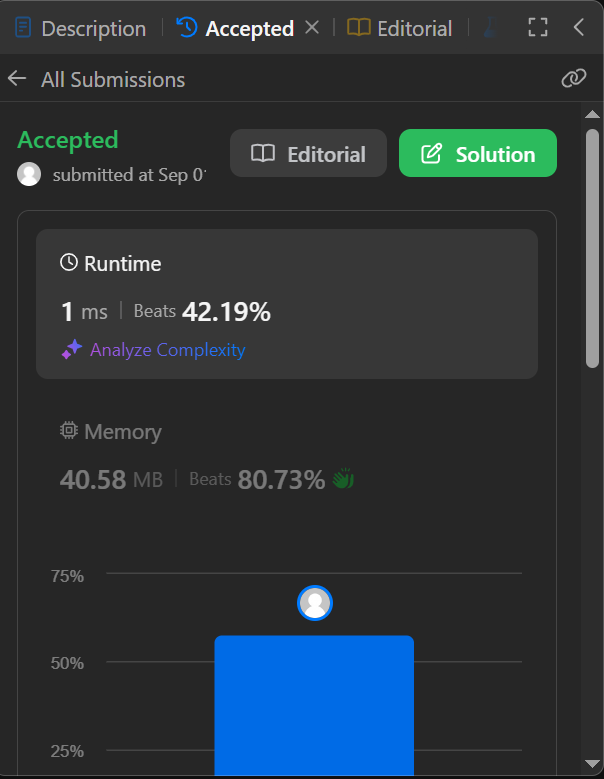 Description Accepted Editorial
All Submissions
Accepted
submitted at Sep
Editorial
Solution
Runtime
1 ms Beats 42.19%
Analyze Complexity
Memory
40.58 MB Beats 80.73%
75%
50%
25%